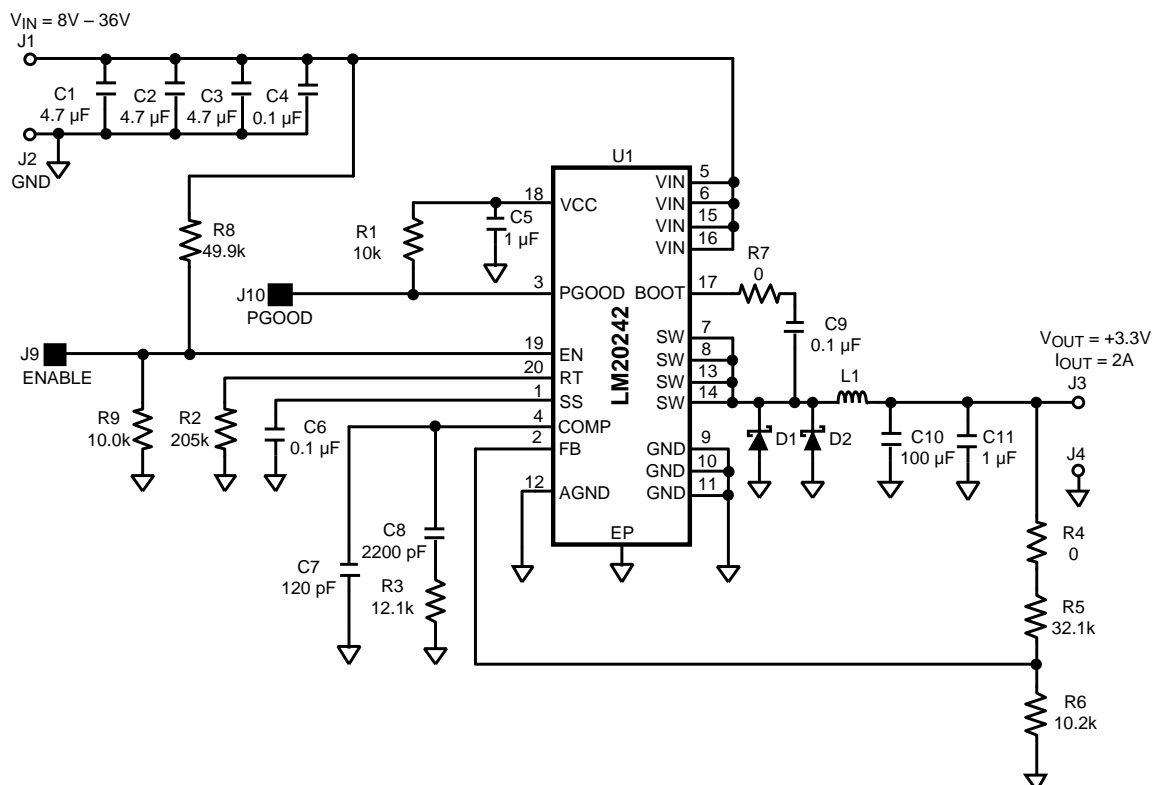 VIN = 8V – 36V
J1
C1
4.7 µF
C2
4.7 µF
C3
4.7 µF
C4
0.1 µF
J2
GND
R8
49.9k
R1
10k
C5
1 µF
J10
PGOOD
J9
ENABLE
R9
10.0k
R2
205k
C6
0.1 µF
C7
120 pF
C8
2200 pF
R3
12.1k
U1
LM20242
18 VCC
3 PGOOD
19 EN
20 RT
1 SS
4 COMP
2 FB
12 AGND
EP
VIN 5
VIN 6
VIN 15
VIN 16
BOOT 17
SW 7
SW 8
SW 13
SW 14
GND 9
GND 10
GND 11
R7
0
C9
0.1 µF
L1
D1
D2
C10
100 µF
C11
1 µF
VOUT = +3.3V
IOUT = 2A
J3
J4
R4
0
R5
32.1k
R6
10.2k